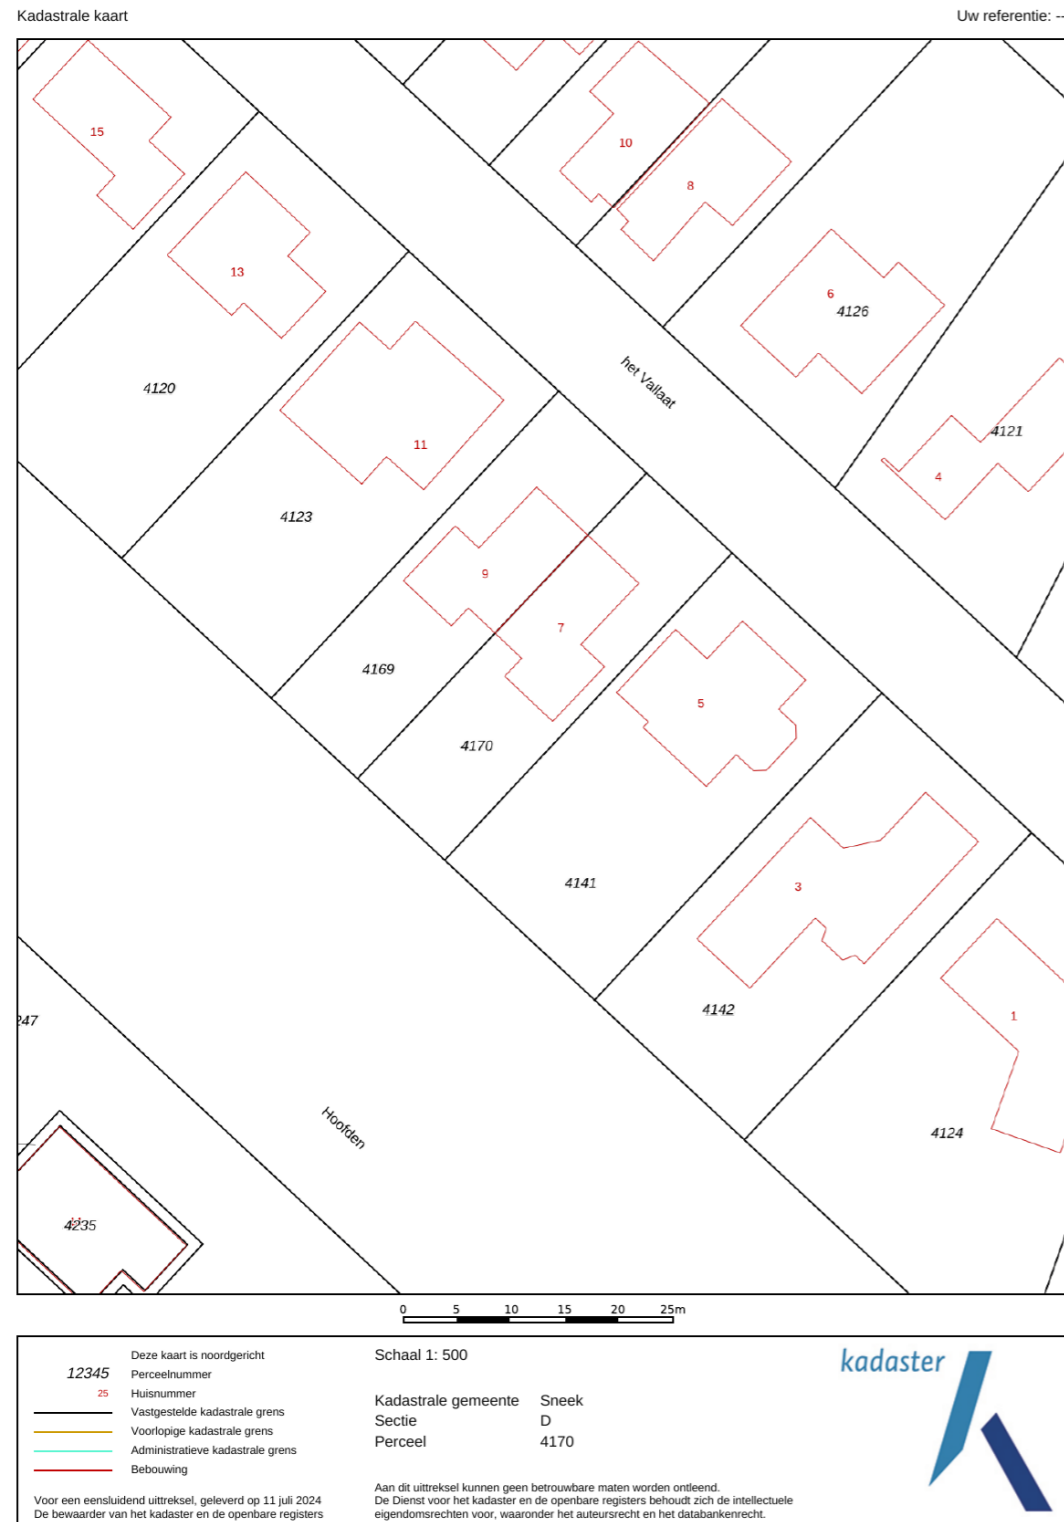 Kadastrale kaart
Uw referentie: --
15
10
8
13
6
4126
het Vallaat
4120
11
4121
4
4123
9
7
4169
5
4170
4141
3
4142
1
247
Hoofden
4124
4235
0 5 10 15 20 25m
Deze kaart is noordgericht
12345 Perceelnummer
25 Huisnummer
Vastgestelde kadastrale grens
Voorlopige kadastrale grens
Administratieve kadastrale grens
Bebouwing
Voor een eensluidend uittreksel, geleverd op 11 juli 2024
De bewaarder van het kadaster en de openbare registers
Schaal 1: 500
Kadastrale gemeente Sneek
Sectie D
Perceel 4170
Aan dit uittreksel kunnen geen betrouwbare maten worden ontleend.
De Dienst voor het kadaster en de openbare registers behoudt zich de intellectuele
eigendomsrechten voor, waaronder het auteursrecht en het databankenrecht.
kadaster